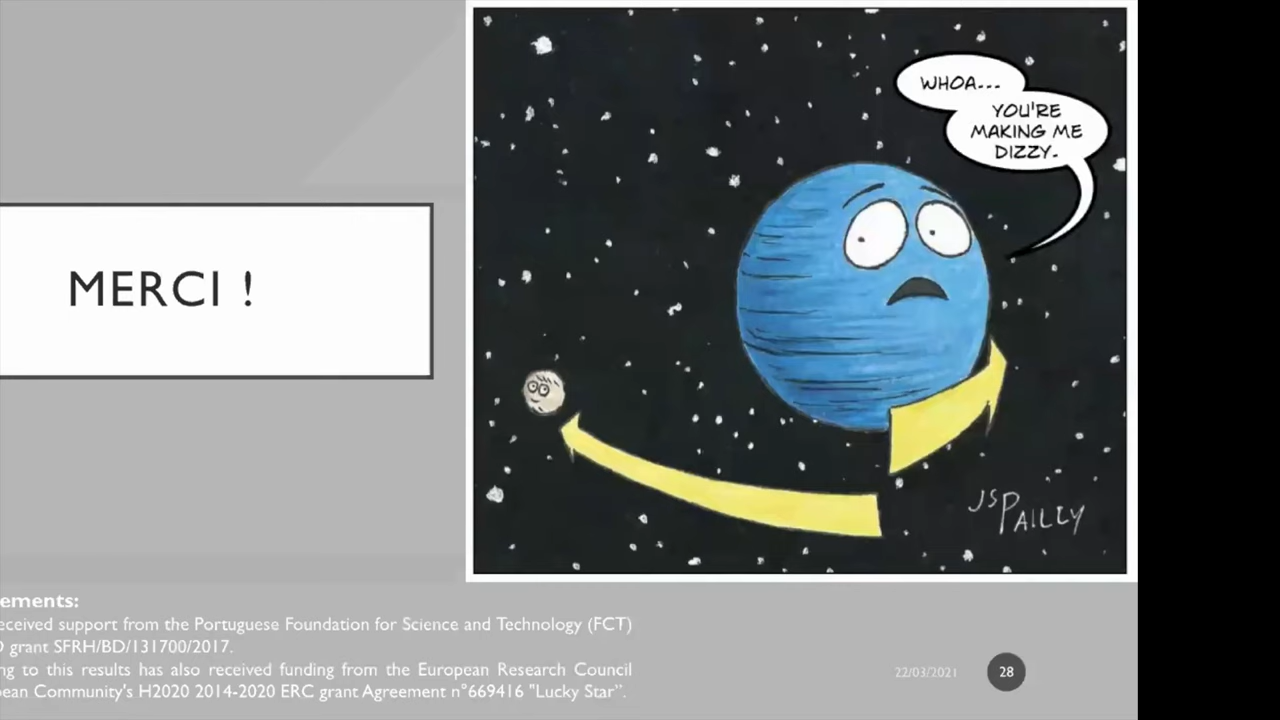 MERCI !
WHOA...
YOU'RE
MAKING ME
DIZZY.
JS PAILLY
ements:
eceived support from the Portuguese Foundation for Science and Technology (FCT)
grant SFRH/BD/131700/2017.
ng to this results has also received funding from the European Research Council
pean Community's H2020 2014-2020 ERC grant Agreement n°669416 "Lucky Star".
22/03/2021
28